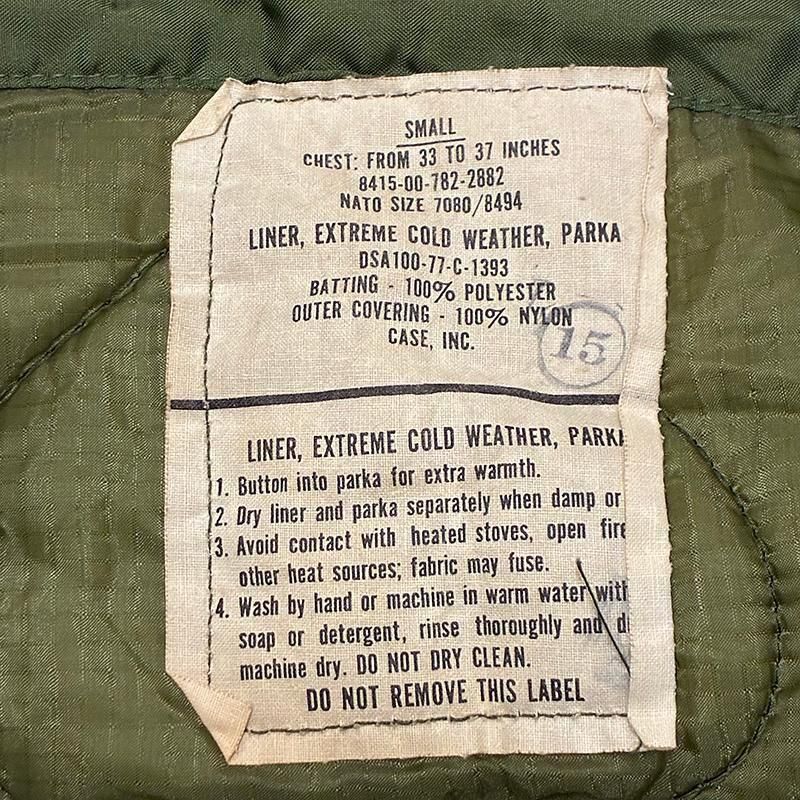 SMALL
CHEST: FROM 33 TO 37 INCHES
8415-00-782-2882
NATO SIZE 7080/8494
LINER, EXTREME COLD WEATHER, PARKA
DSA100-77-C-1393
BATTING - 100% POLYESTER
OUTER COVERING - 100% NYLON
CASE, INC.
15
LINER, EXTREME COLD WEATHER, PARKA
1. Button into parka for extra warmth.
2. Dry liner and parka separately when damp or
3. Avoid contact with heated stoves, open fire
other heat sources; fabric may fuse.
4. Wash by hand or machine in warm water with
soap or detergent, rinse thoroughly and
machine dry. DO NOT DRY CLEAN.
DO NOT REMOVE THIS LABEL